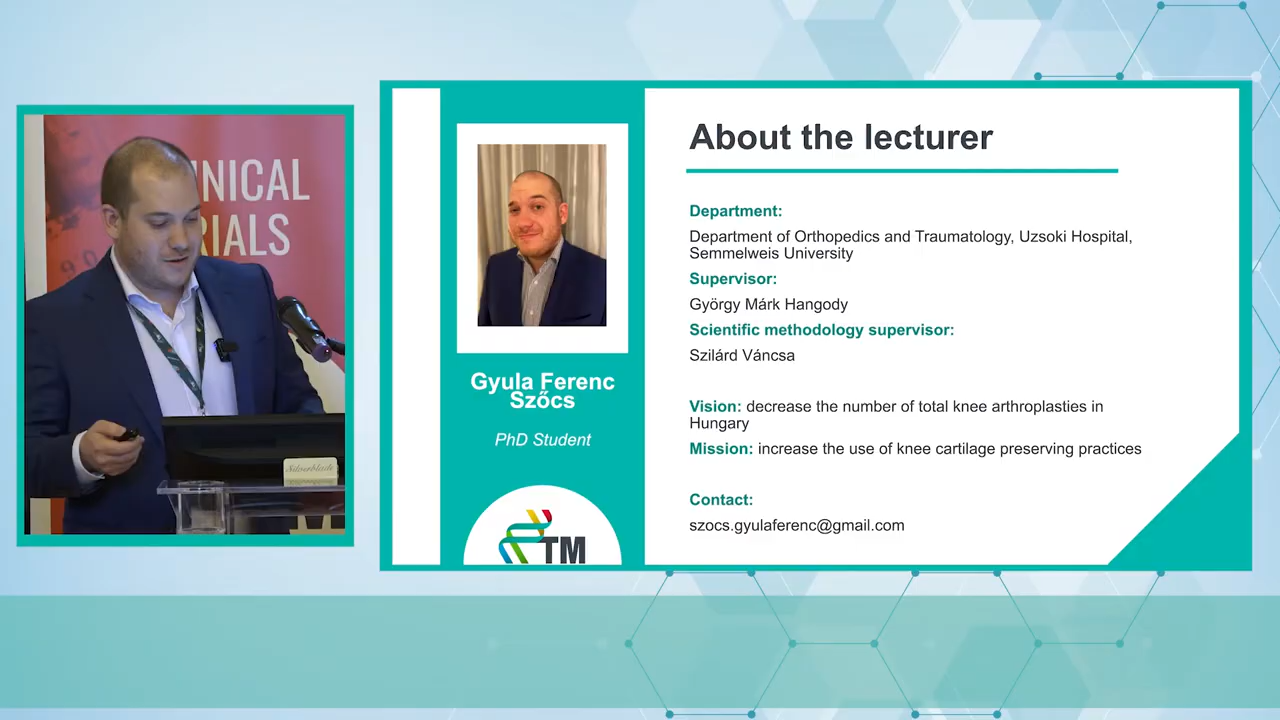 NICAL
RIALS
Silverblade
About the lecturer
Department:
Department of Orthopedics and Traumatology, Uzsoki Hospital,
Semmelweis University
Supervisor:
György Márk Hangody
Scientific methodology supervisor:
Szilárd Váncsa
Vision: decrease the number of total knee arthroplasties in
Hungary
Mission: increase the use of knee cartilage preserving practices
Contact:
szocs.gyulaferenc@gmail.com
Gyula Ferenc
Szőcs
PhD Student
TM